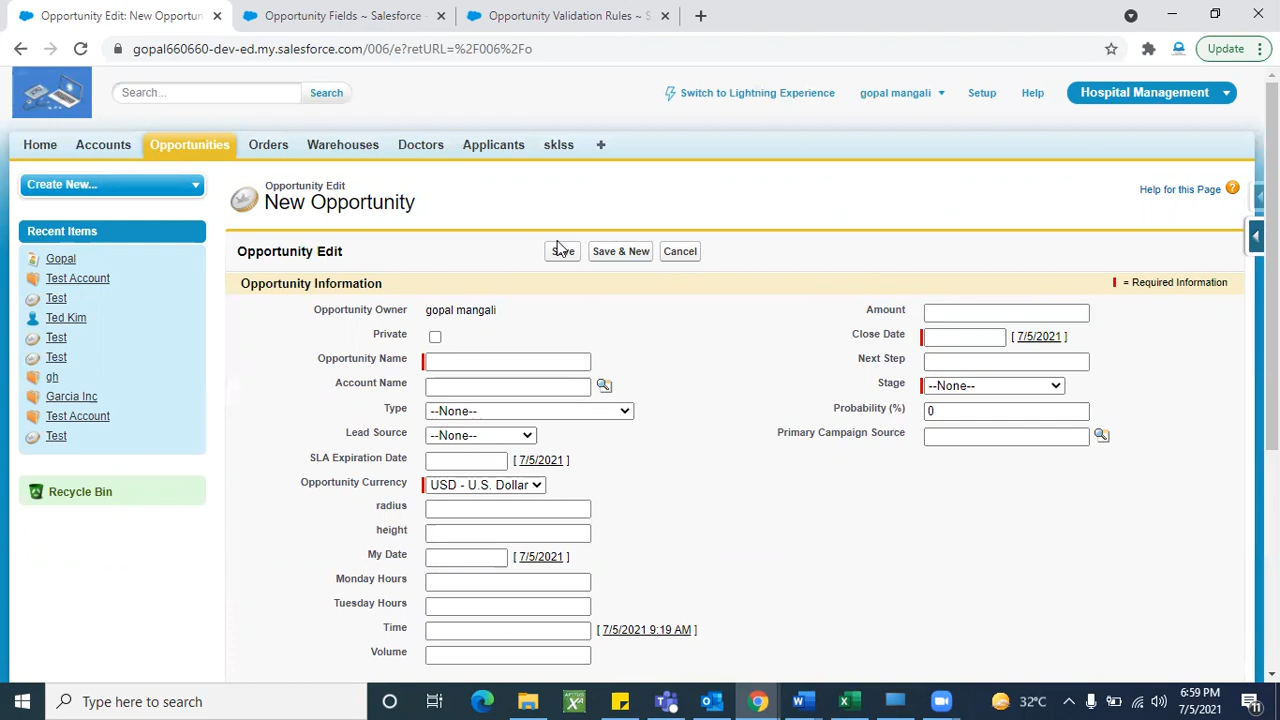 Opportunity Edit: New Opportun
Opportunity Fields ~ Salesforce -
Opportunity Validation Rules ~ S
gopal660660-dev-ed.my.salesforce.com/006/e?retURL=%2F006%2Fo
Update
Search...
Search
Switch to Lightning Experience
gopal mangali
Setup
Help
Hospital Management
Home
Accounts
Opportunities
Orders
Warehouses
Doctors
Applicants
sklss
Create New...
Opportunity Edit
New Opportunity
Help for this Page
Recent Items
Gopal
Test Account
Test
Ted Kim
Test
Test
gh
Garcia Inc
Test Account
Test
Recycle Bin
Opportunity Edit
Save
Save & New
Cancel
Opportunity Information
= Required Information
Opportunity Owner
gopal mangali
Private
Opportunity Name
Account Name
Type
--None--
Lead Source
--None--
SLA Expiration Date
[ 7/5/2021 ]
Opportunity Currency
USD - U.S. Dollar
radius
height
My Date
[ 7/5/2021 ]
Monday Hours
Tuesday Hours
Time
[ 7/5/2021 9:19 AM ]
Volume
Amount
Close Date
[ 7/5/2021 ]
Next Step
Stage
--None--
Probability (%)
0
Primary Campaign Source
Type here to search
32°C
6:59 PM
7/5/2021
11